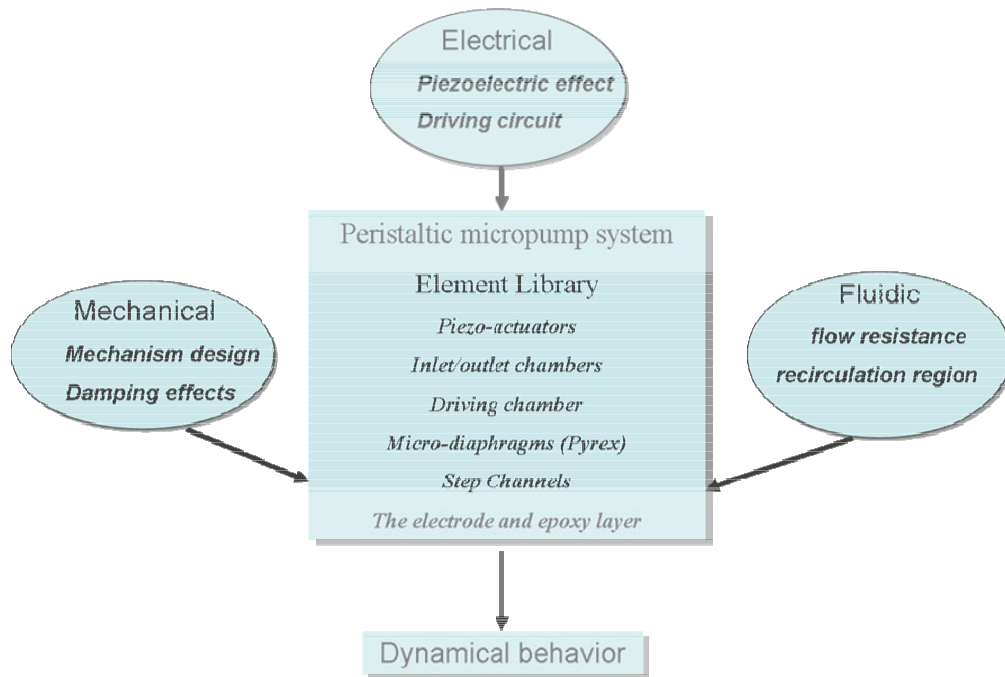 Electrical
Piezoelectric effect
Driving circuit
Peristaltic micropump system
Element Library
Piezo-actuators
Inlet/outlet chambers
Driving chamber
Micro-diaphragms (Pyrex)
Step Channels
The electrode and epoxy layer
Mechanical
Mechanism design
Damping effects
Fluidic
flow resistance
recirculation region
Dynamical behavior